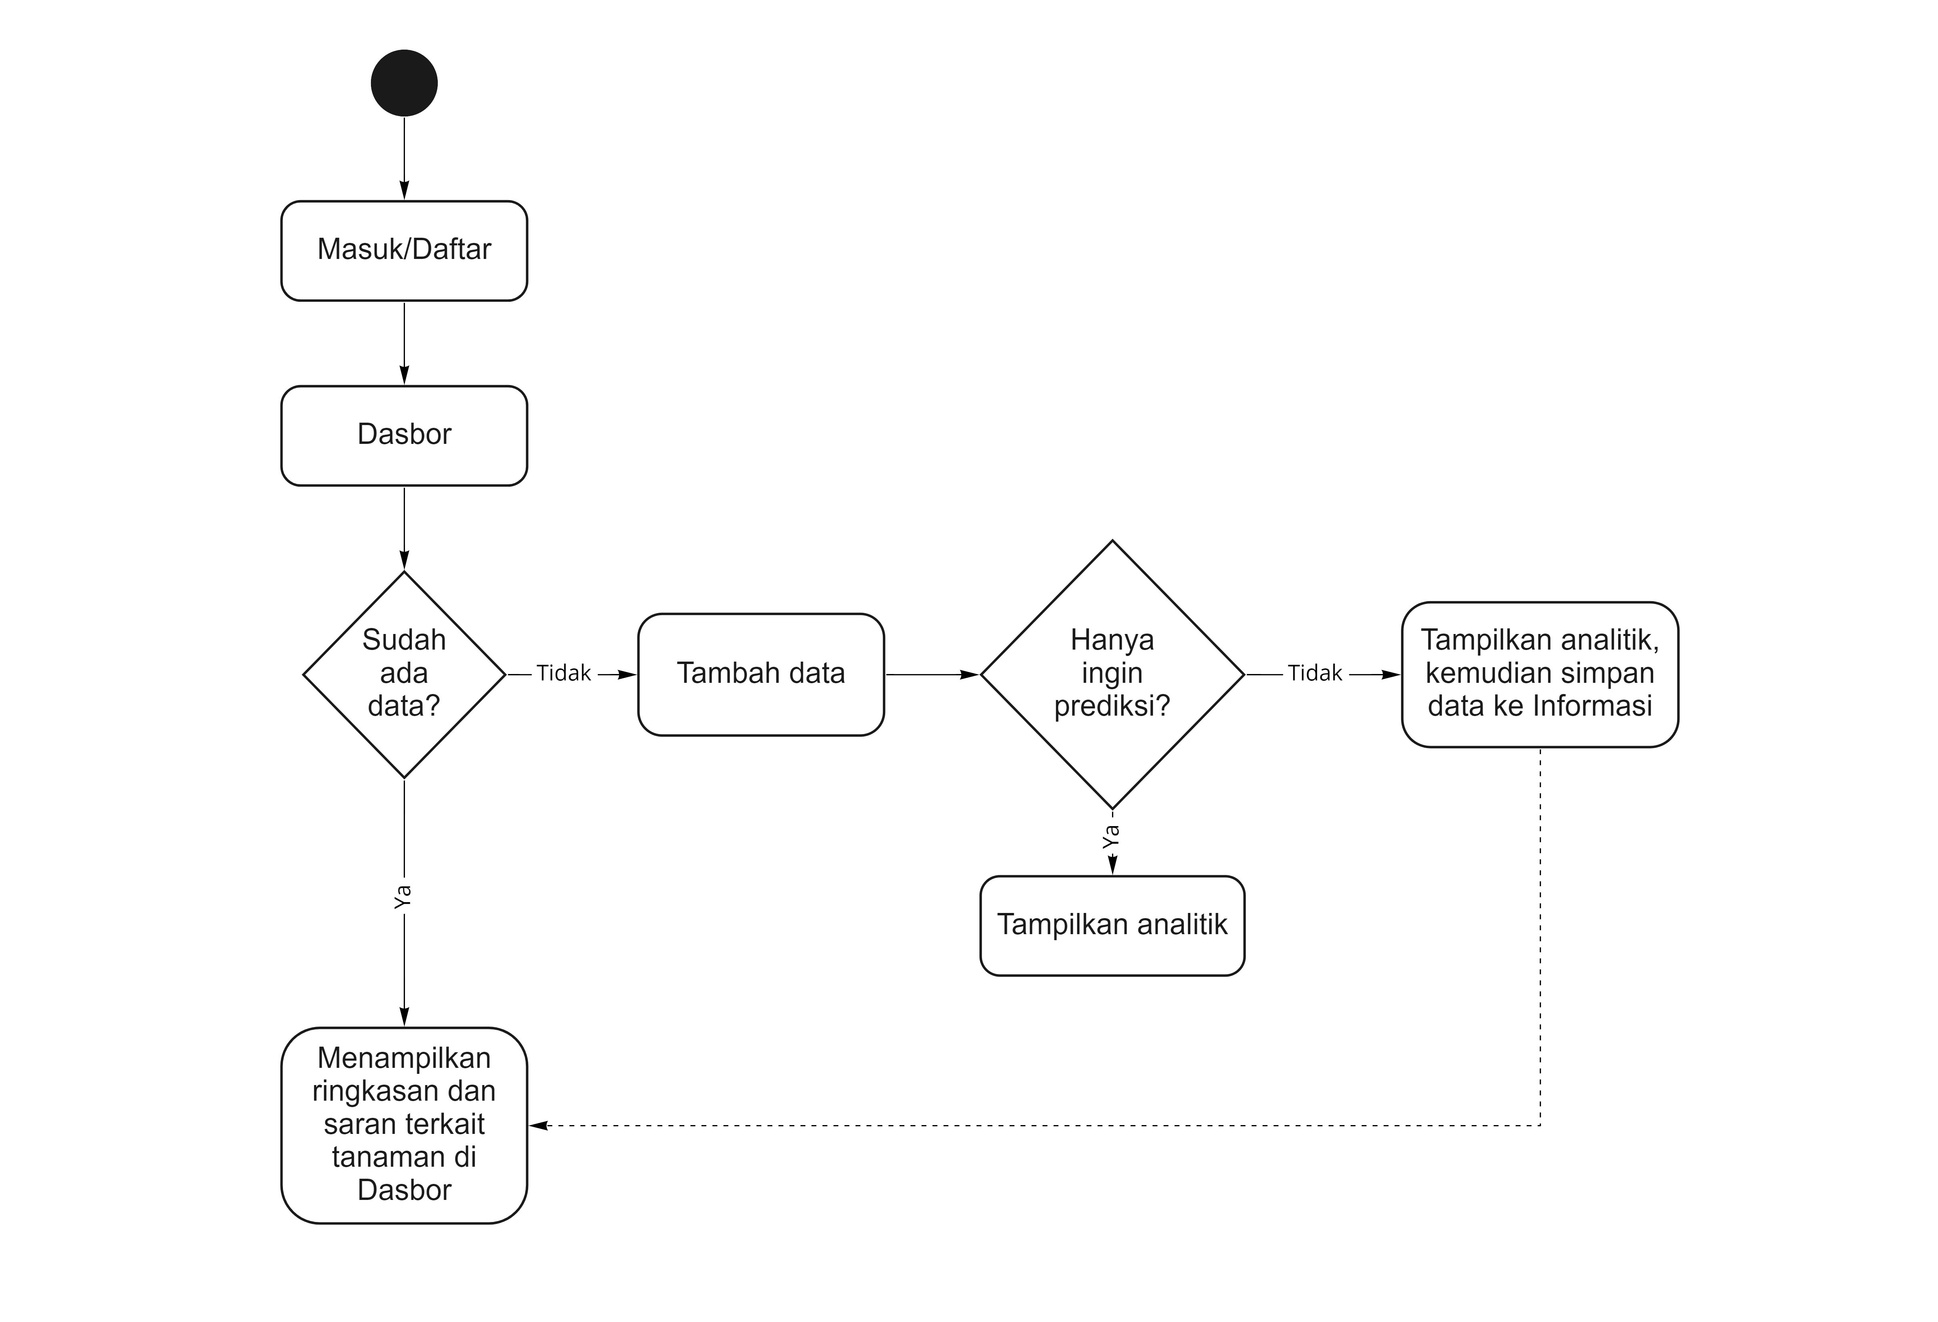 Masuk/Daftar
Dasbor
Sudah
ada
data?
Tidak
Tambah data
Hanya
ingin
prediksi?
Tidak
Tampilkan analitik,
kemudian simpan
data ke Informasi
Ya
Tampilkan analitik
Ya
Menampilkan
ringkasan dan
saran terkait
tanaman di
Dasbor